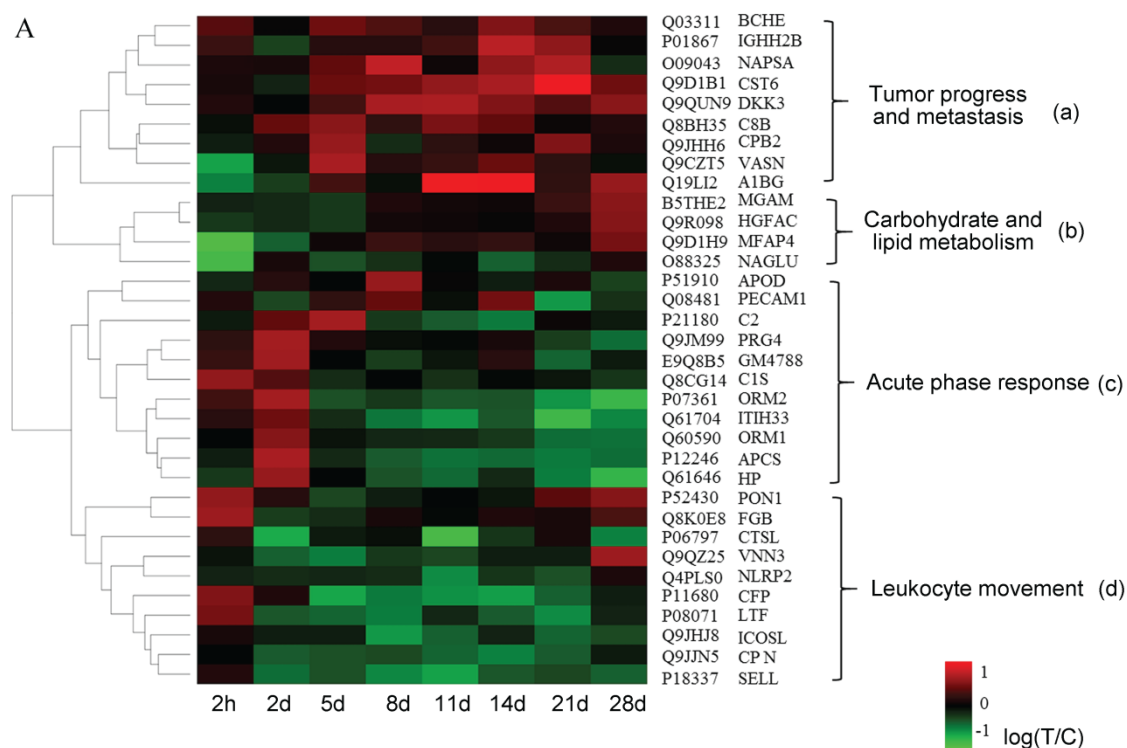 A
Q03311 BCHE
P01867 IGHH2B
O09043 NAPSA
Q9D1B1 CST6
Q9QUN9 DKK3
Q8BH35 C8B
Q9JHH6 CPB2
Q9CZT5 VASN
Q19LI2 A1BG
Tumor progress
and metastasis (a)
B5THE2 MGAM
Q9R098 HGFAC
Q9D1H9 MFAP4
O88325 NAGLU
Carbohydrate and
lipid metabolism (b)
P51910 APOD
Q08481 PECAM1
P21180 C2
Q9JM99 PRG4
E9Q8B5 GM4788
Q8CG14 C1S
P07361 ORM2
Q61704 ITIH33
Q60590 ORM1
P12246 APCS
Q61646 HP
Acute phase response (c)
P52430 PON1
Q8K0E8 FGB
P06797 CTSL
Q9QZ25 VNN3
Q4PLS0 NLRP2
P11680 CFP
P08071 LTF
Q9JHJ8 ICOSL
Q9JJN5 CPN
P18337 SELL
Leukocyte movement (d)
2h 2d 5d 8d 11d 14d 21d 28d
1
0
-1
log(T/C)